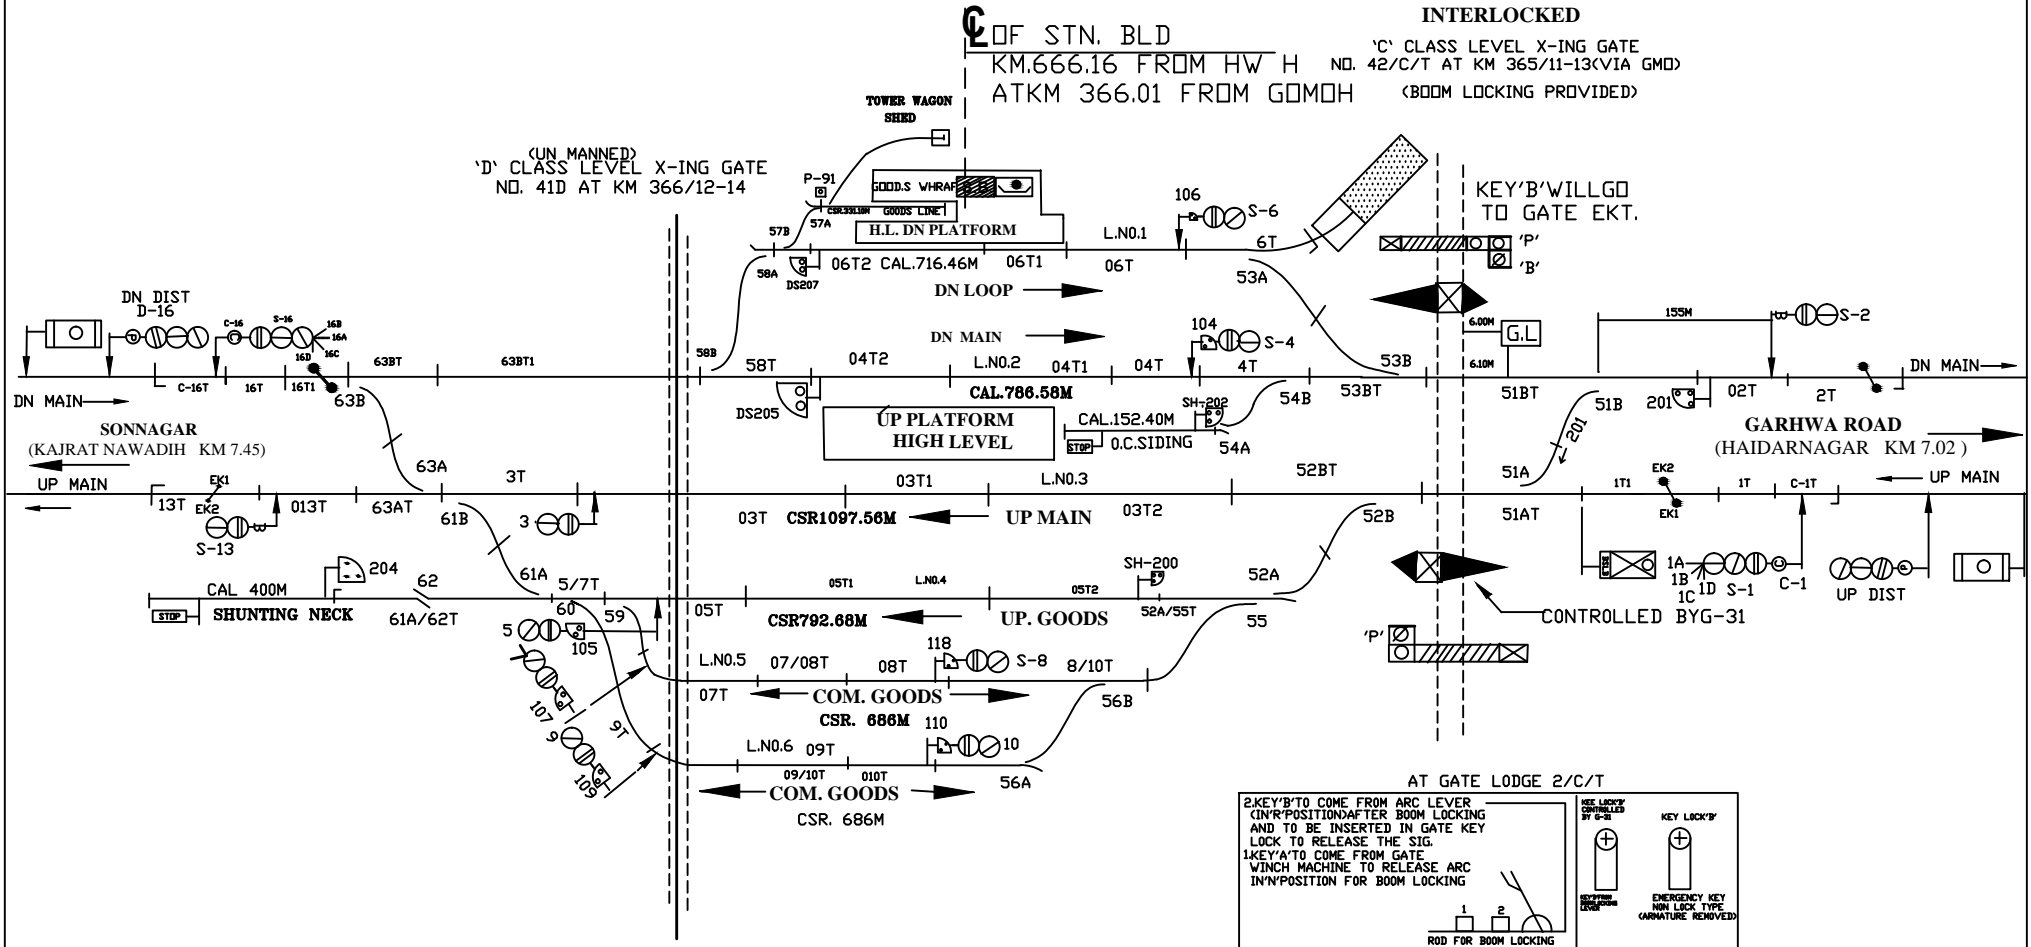 INTERLOCKED
℄ OF STN. BLD
'C' CLASS LEVEL X-ING GATE
KM.666.16 FROM HW H
NO. 42/C/T AT KM 365/11-13(VIA GMO)
ATKM 366.01 FROM GOMOH
(BOOM LOCKING PROVIDED)
TOWER WAGON
SHED
(UN MANNED)
'D' CLASS LEVEL X-ING GATE
NO. 41D AT KM 366/12-14
P-91
GOOD.S WHRAF
KEY'B'WILLGO
TO GATE EKT.
106
S-6
CSR.331.10M GOODS LINE
57A
57B
H.L. DN PLATFORM
L.NO.1
6T
'P'
'B'
58A
DS207
06T2 CAL.716.46M
06T1
06T
53A
DN LOOP
DN DIST
D-16
P
C-16
S-16
16B
16A
16C
16D
DN MAIN
104
S-4
6.00M
G.L
155M
B
S-2
63BT
63BT1
58B
58T
04T2
L.NO.2
04T1
04T
4T
53B
6.10M
DN MAIN
C-16T
16T
16T1
63B
DN MAIN
DS205
CAL.786.58M
SH-202
54B
53BT
51BT
51B
201
02T
2T
UP PLATFORM
HIGH LEVEL
CAL.152.40M
STOP
O.C.SIDING
54A
201
SONNAGAR
(KAJRAT NAWADIH KM 7.45)
GARHWA ROAD
(HAIDARNAGAR KM 7.02 )
UP MAIN
EK1
63A
3T
03T1
L.NO.3
52BT
51A
EK2
1T1
1T
C-1T
UP MAIN
13T
EK2
013T
63AT
61B
3
03T
CSR1097.56M
UP MAIN
03T2
52B
51AT
EK1
S-13
B
204
CAL 400M
62
61A
5/7T
05T1
L.NO.4
SH-200
05T2
52A
1A
1B
1C
1D
S-1
C
C-1
P
UP DIST
STOP
SHUNTING NECK
61A/62T
60
59
05T
CSR792.68M
UP. GOODS
52A/55T
55
CONTROLLED BYG-31
5
105
'P'
L.NO.5
07/08T
08T
118
S-8
8/10T
107
07T
COM. GOODS
56B
CSR. 686M
9
9T
109
L.NO.6
09T
110
10
09/10T
010T
56A
COM. GOODS
CSR. 686M
AT GATE LODGE 2/C/T
2.KEY'B'TO COME FROM ARC LEVER
(IN'R'POSITION)AFTER BOOM LOCKING
AND TO BE INSERTED IN GATE KEY
LOCK TO RELEASE THE SIG.
1.KEY'A'TO COME FROM GATE
WINCH MACHINE TO RELEASE ARC
IN'N'POSITION FOR BOOM LOCKING
1
2
ROD FOR BOOM LOCKING
KEE LOCK'B'
CONTROLLED
BY G-31
KEY LOCK'B'
EMERGENCY KEY
NON LOCK TYPE
(ARMATURE REMOVED)